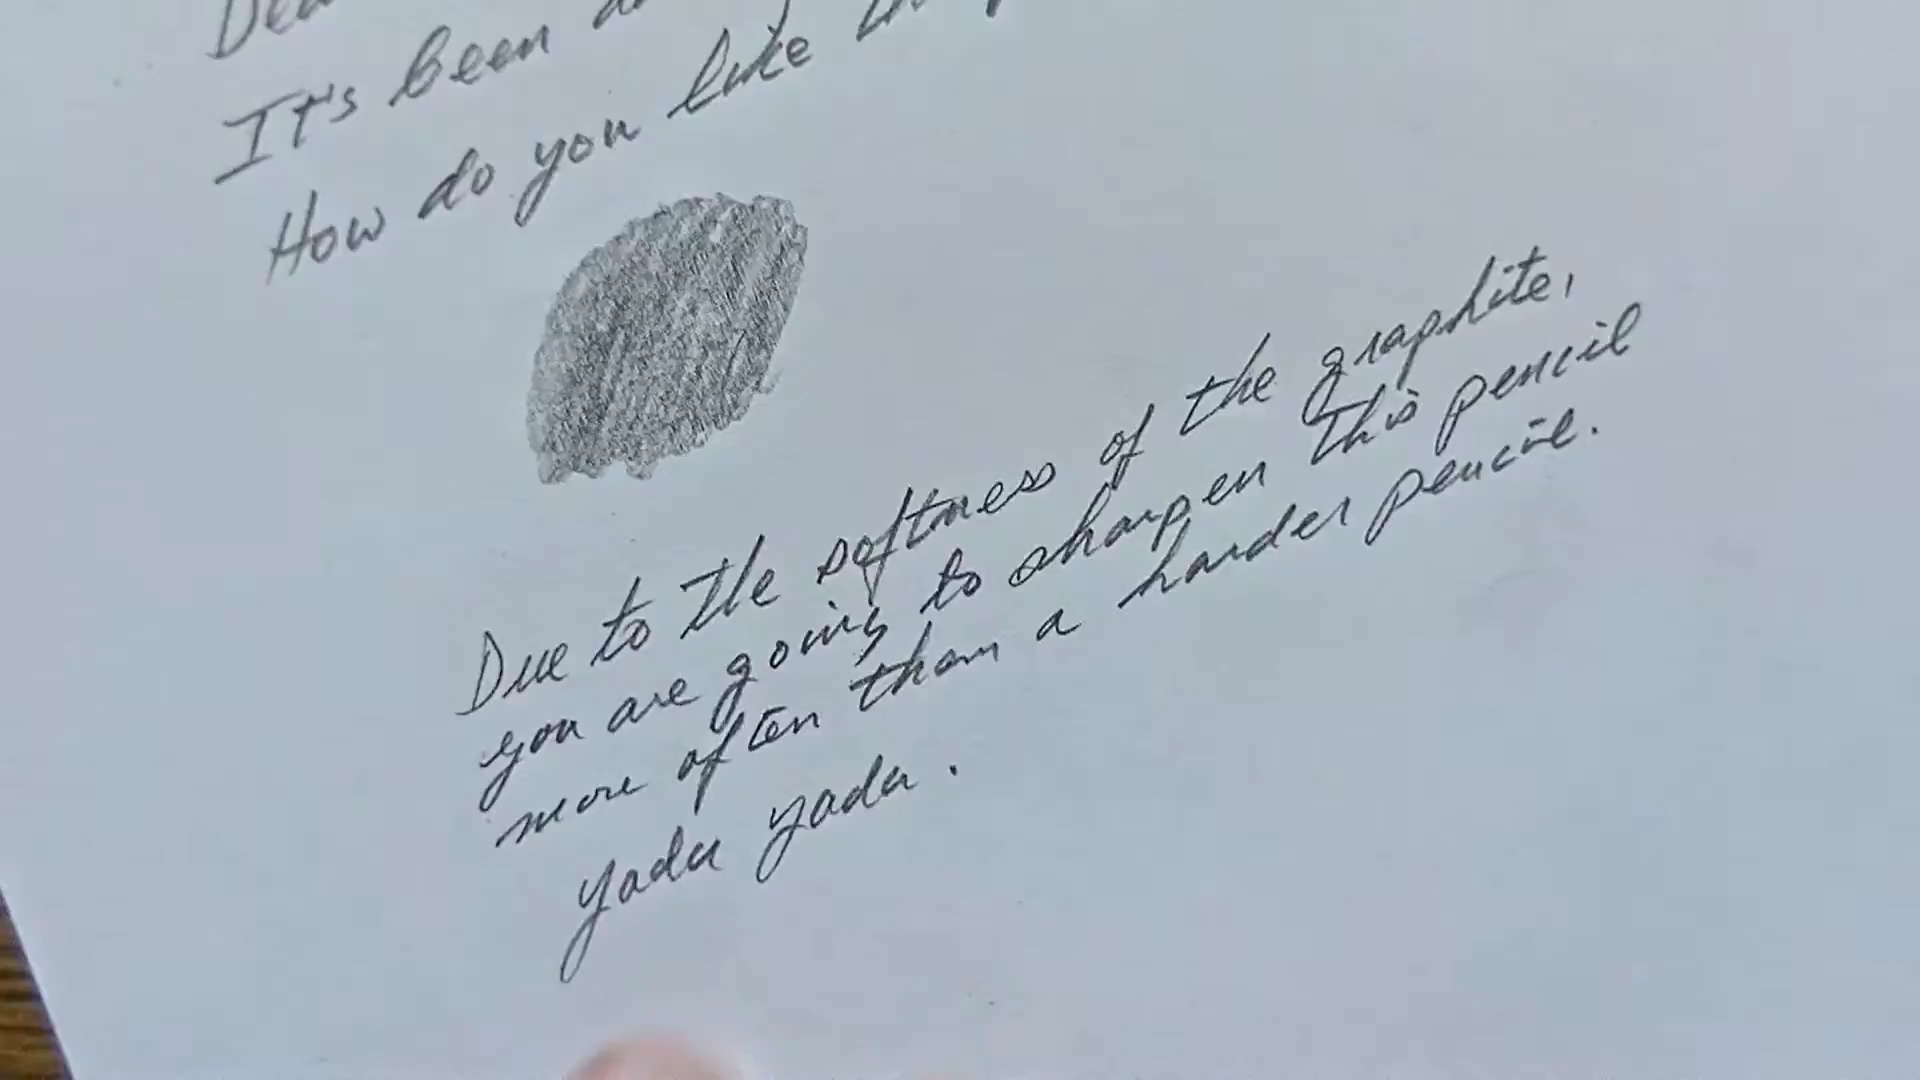 It's been
How do you like
Due to the softness of the graphite,
you are going to sharpen this pencil
more often than a harder pencil.
yada yada.